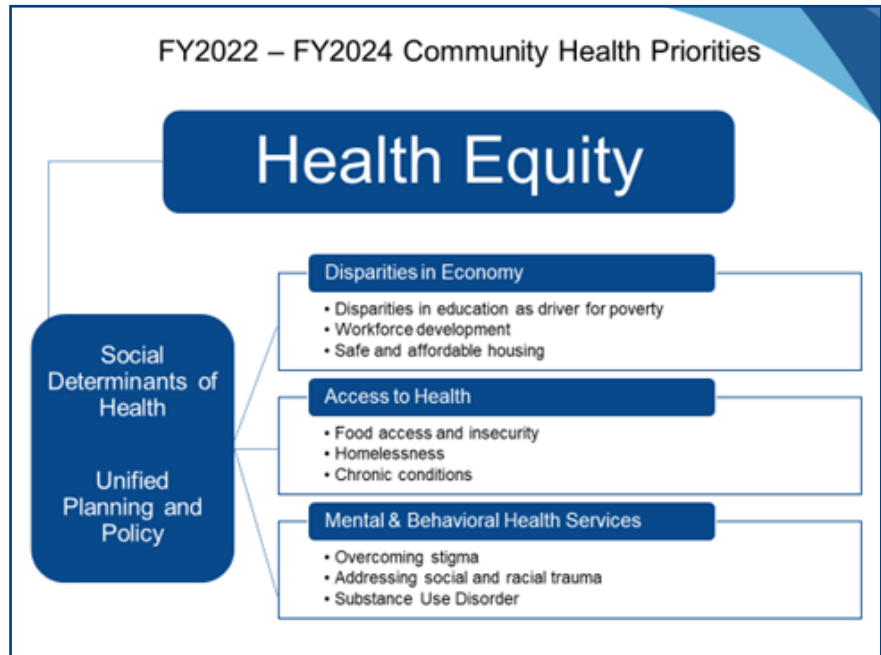 FY2022 – FY2024 Community Health Priorities
Health Equity
Social
Determinants of
Health
Unified
Planning and
Policy
Disparities in Economy
• Disparities in education as driver for poverty
• Workforce development
• Safe and affordable housing
Access to Health
• Food access and insecurity
• Homelessness
• Chronic conditions
Mental & Behavioral Health Services
• Overcoming stigma
• Addressing social and racial trauma
• Substance Use Disorder